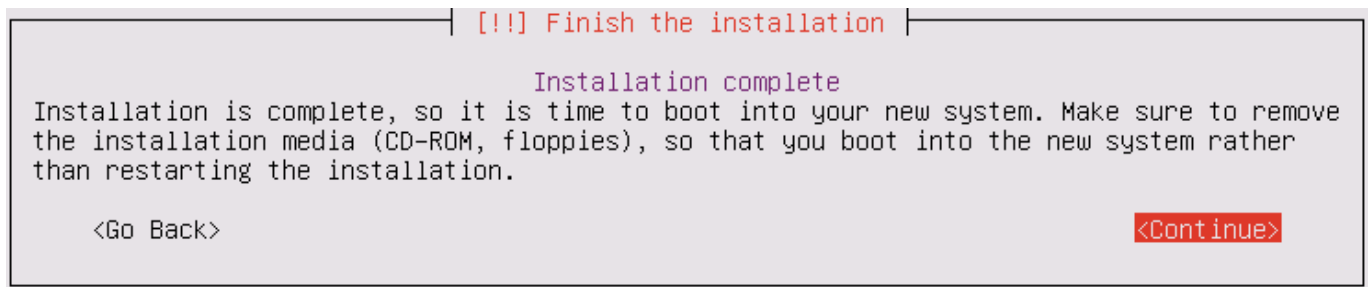 [!!] Finish the installation
Installation complete
Installation is complete, so it is time to boot into your new system. Make sure to remove
the installation media (CD-ROM, floppies), so that you boot into the new system rather
than restarting the installation.
<Go Back> <Continue>